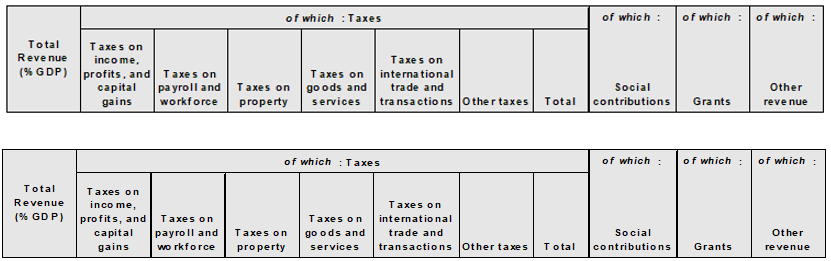 of which : Taxes
of which :
of which :
of which :
Total
Revenue
(% GDP)
Taxes on
income,
profits, and
capital
gains
Taxes on
payroll and
workforce
Taxes on
property
Taxes on
goods and
services
Taxes on
international
trade and
transactions
Other taxes
Total
Social
contributions
Grants
Other
revenue
of which : Taxes
of which :
of which :
of which :
Total
Revenue
(% GDP)
Taxes on
income,
profits, and
capital
gains
Taxes on
payroll and
workforce
Taxes on
property
Taxes on
goods and
services
Taxes on
international
trade and
transactions
Other taxes
Total
Social
contributions
Grants
Other
revenue